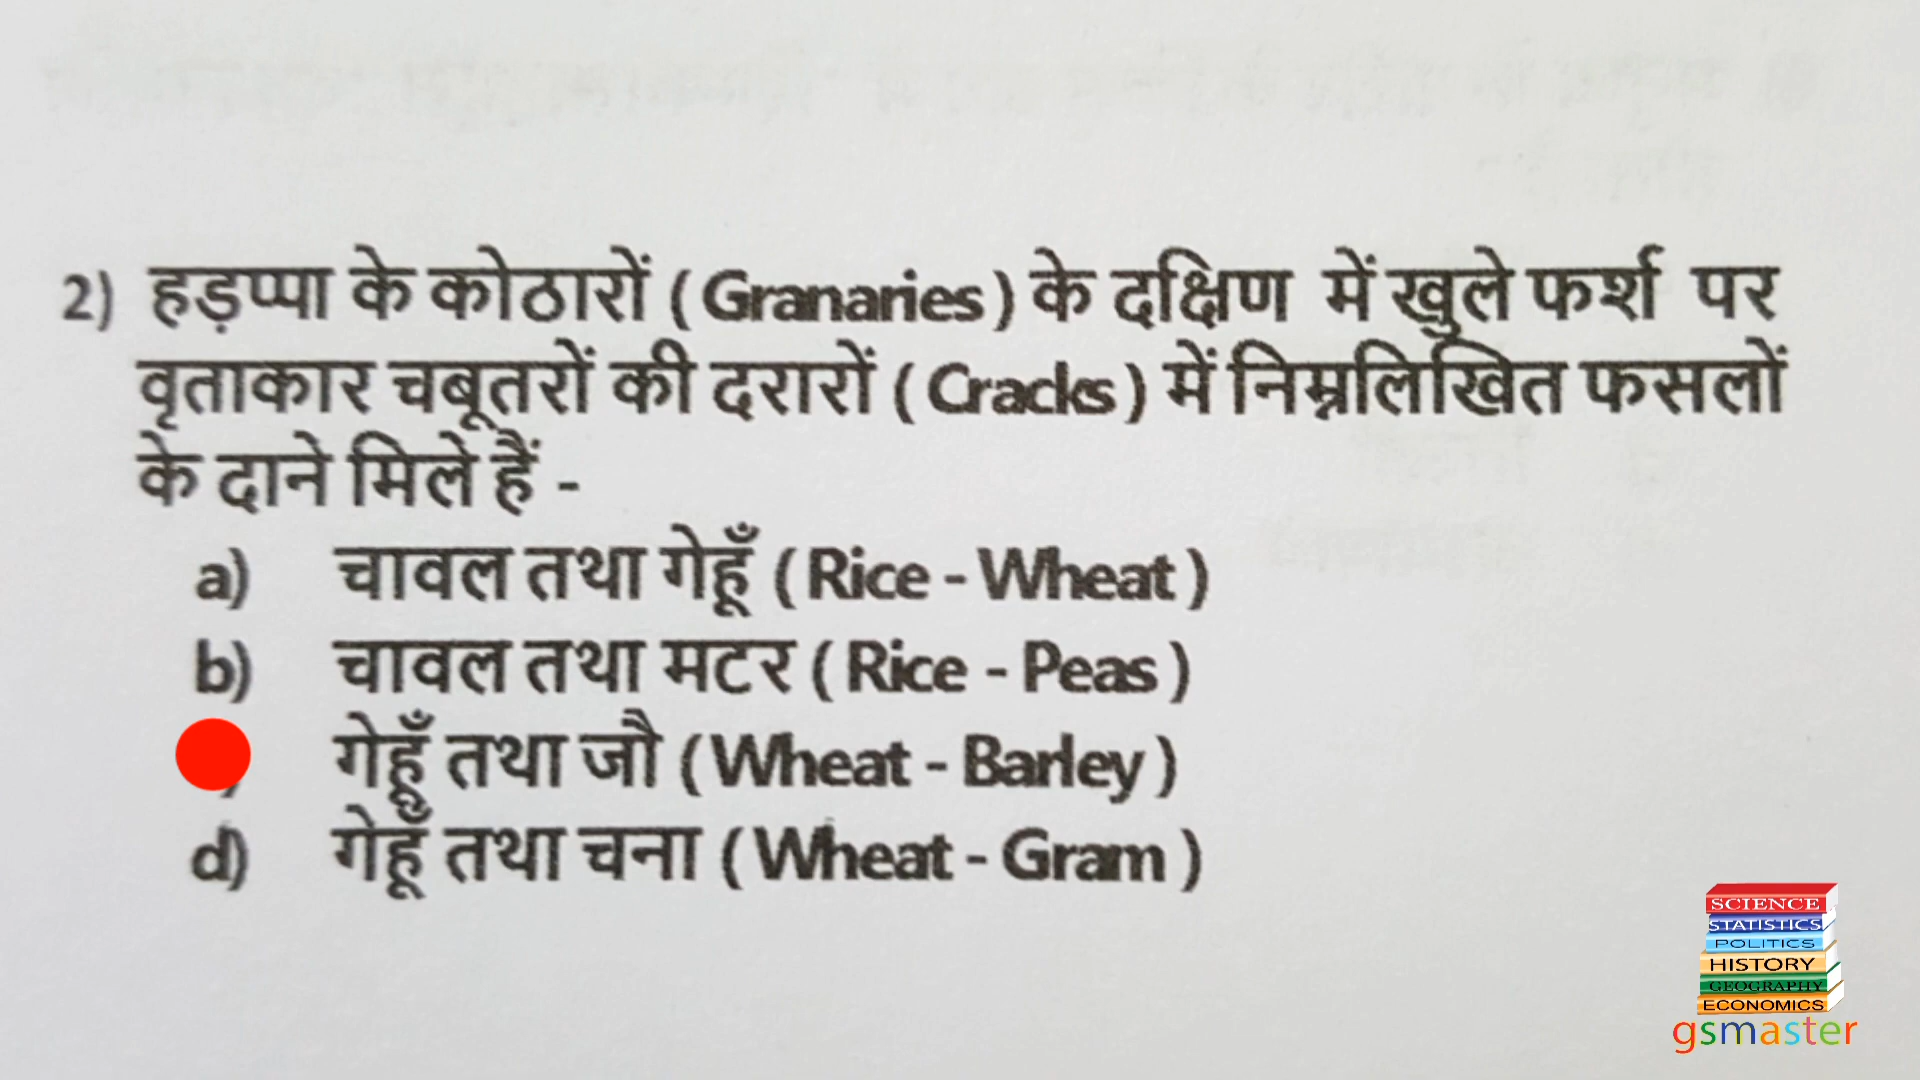 2) हड़प्पा के कोठारों ( Granaries ) के दक्षिण में खुले फर्श पर
वृताकार चबूतरों की दरारों ( Cracks ) में निम्नलिखित फसलों
के दाने मिले हैं -
a) चावल तथा गेहूँ ( Rice - Wheat )
b) चावल तथा मटर ( Rice - Peas )
गेहूँ तथा जौ ( Wheat - Barley )
d) गेहूँ तथा चना ( Wheat - Gram )
SCIENCE
STATISTICS
POLITICS
HISTORY
GEOGRAPHY
ECONOMICS
gsmaster